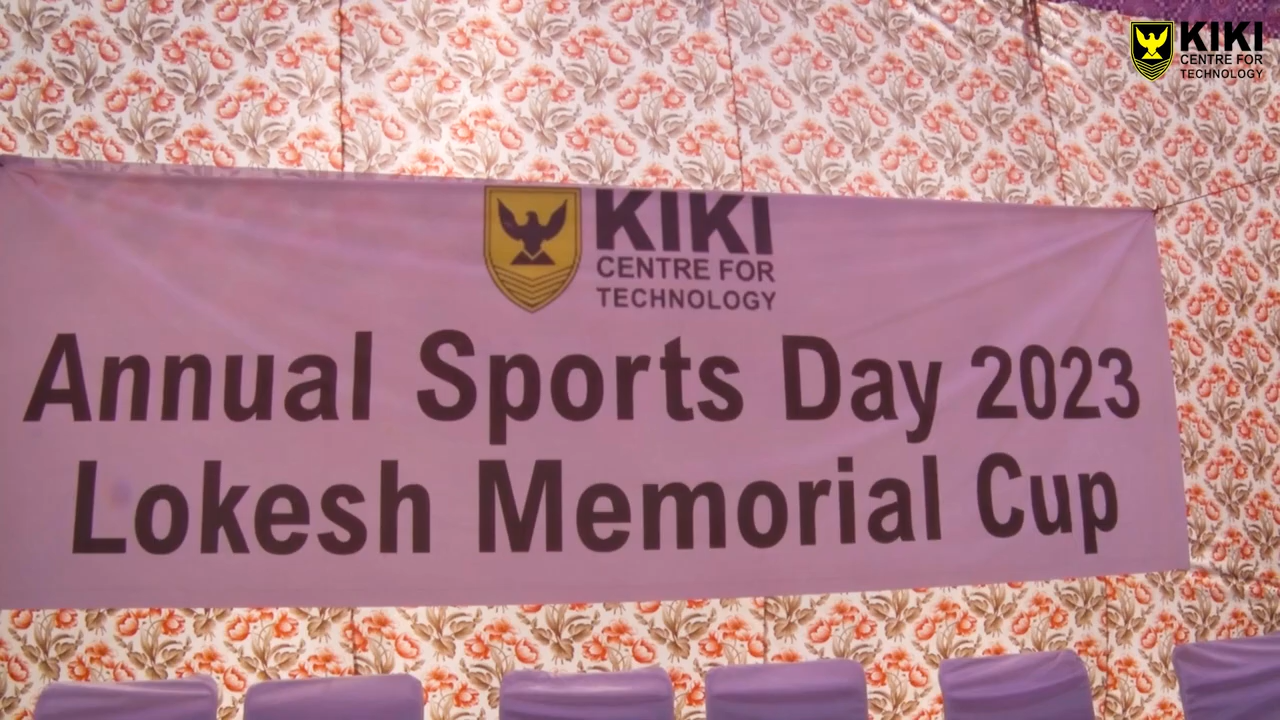 KIKI
CENTRE FOR
TECHNOLOGY
KIKI
CENTRE FOR
TECHNOLOGY
Annual Sports Day 2023
Lokesh Memorial Cup